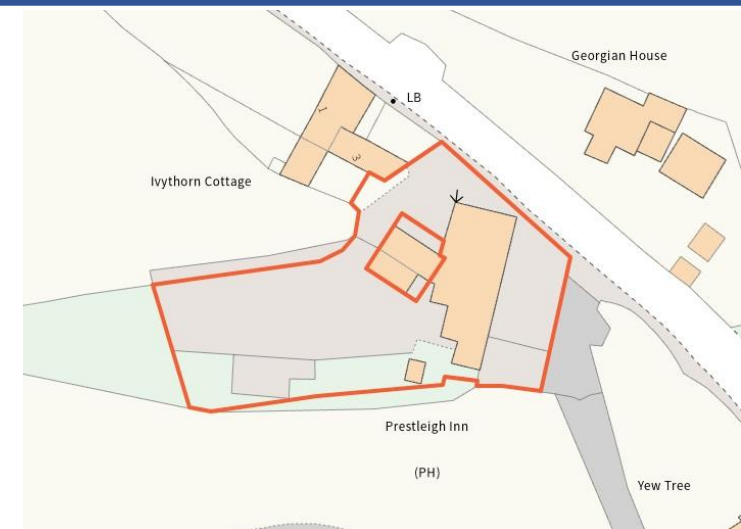 Georgian House
LB
1
3
Ivythorn Cottage
Prestleigh Inn
(PH)
Yew Tree